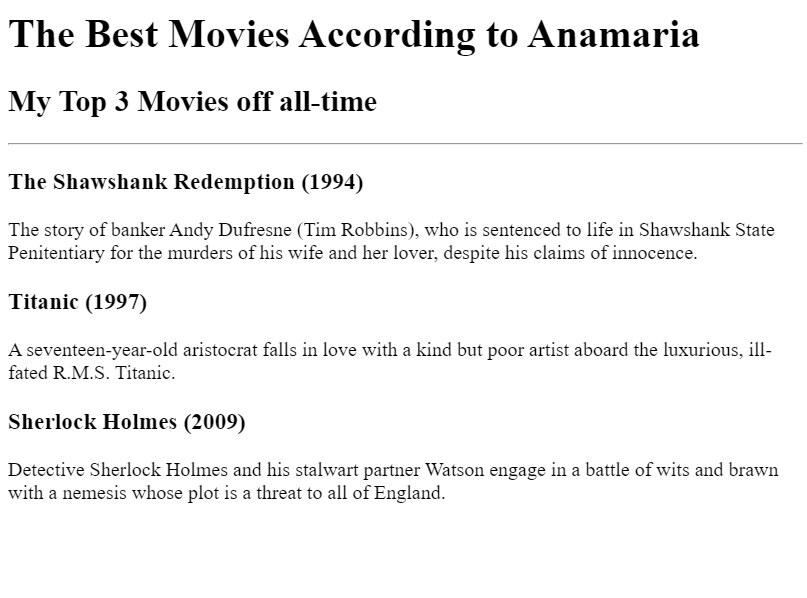 The Best Movies According to Anamaria
My Top 3 Movies off all-time
The Shawshank Redemption (1994)
The story of banker Andy Dufresne (Tim Robbins), who is sentenced to life in Shawshank State
Penitentiary for the murders of his wife and her lover, despite his claims of innocence.
Titanic (1997)
A seventeen-year-old aristocrat falls in love with a kind but poor artist aboard the luxurious, ill-
fated R.M.S. Titanic.
Sherlock Holmes (2009)
Detective Sherlock Holmes and his stalwart partner Watson engage in a battle of wits and brawn
with a nemesis whose plot is a threat to all of England.